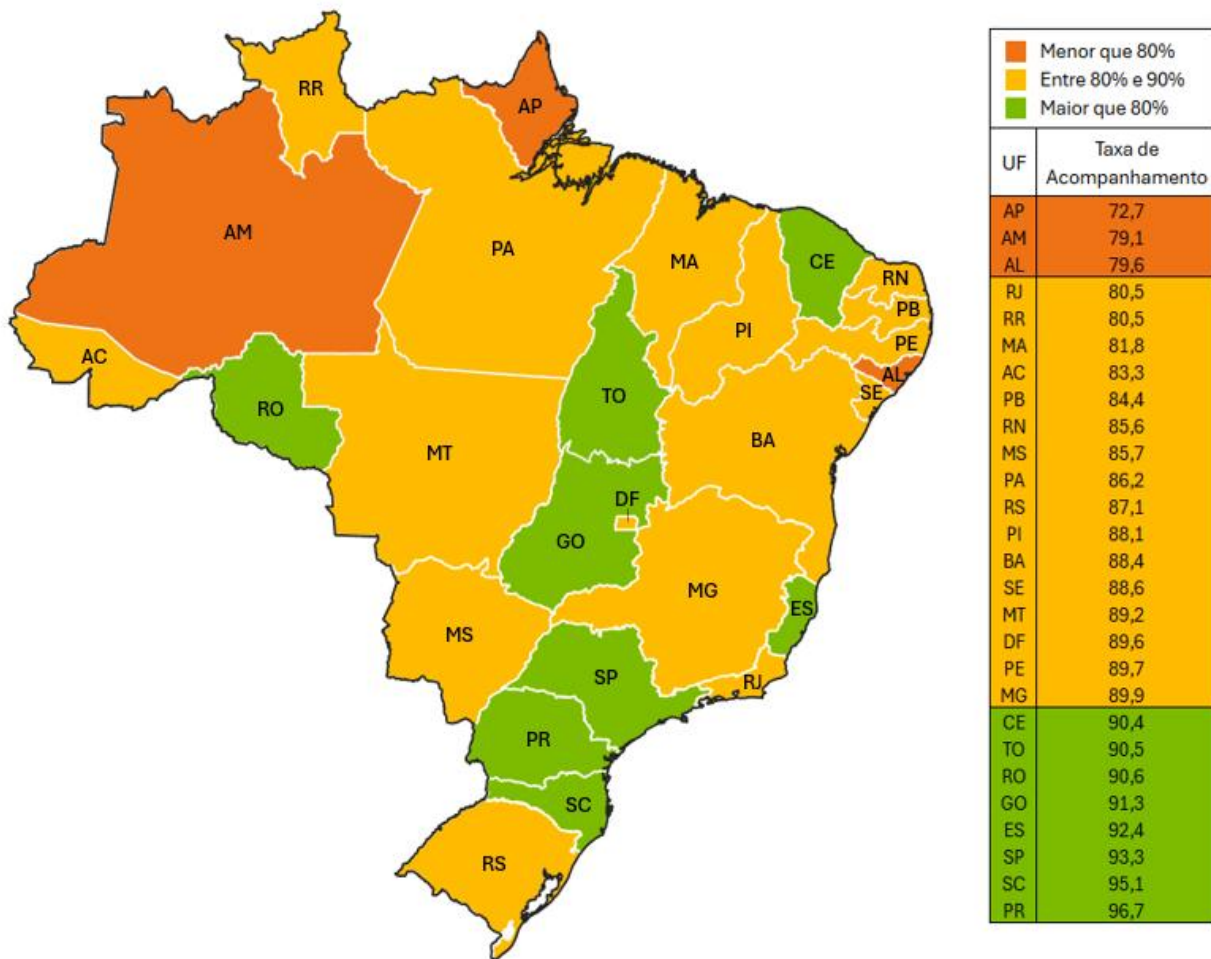 RR
AP
AM
PA
MA
CE
RN
PB
PI
PE
AC
AL
SE
RO
TO
BA
MT
DF
GO
MG
ES
MS
SP
RJ
PR
SC
RS
Menor que 80%
Entre 80% e 90%
Maior que 80%
UF Taxa de Acompanhamento
AP 72,7
AM 79,1
AL 79,6
RJ 80,5
RR 80,5
MA 81,8
AC 83,3
PB 84,4
RN 85,6
MS 85,7
PA 86,2
RS 87,1
PI 88,1
BA 88,4
SE 88,6
MT 89,2
DF 89,6
PE 89,7
MG 89,9
CE 90,4
TO 90,5
RO 90,6
GO 91,3
ES 92,4
SP 93,3
SC 95,1
PR 96,7